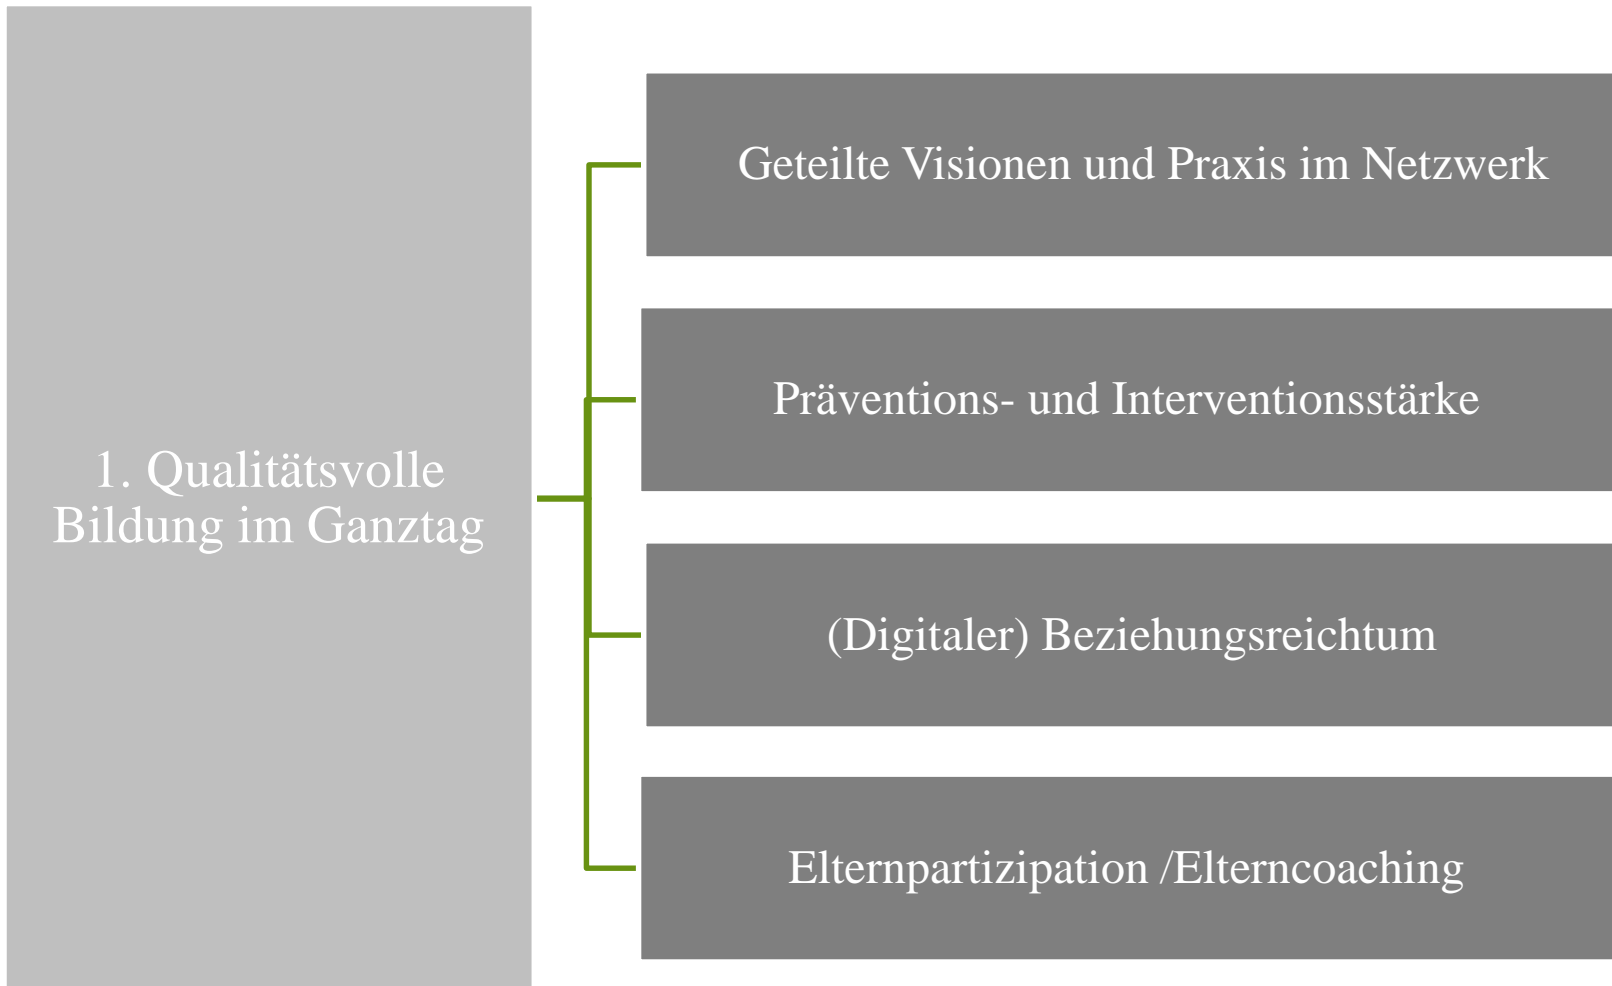 1. Qualitätsvolle
Bildung im Ganztag
Geteilte Visionen und Praxis im Netzwerk
Präventions- und Interventionsstärke
(Digitaler) Beziehungsreichtum
Elternpartizipation /Elterncoaching